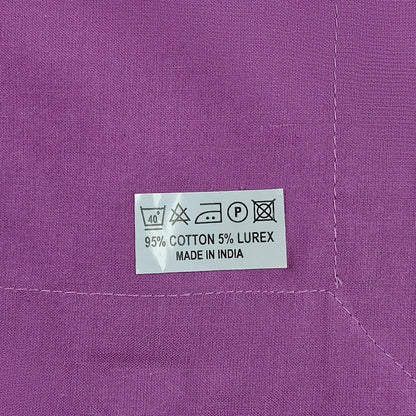 40° P
95% COTTON 5% LUREX
MADE IN INDIA